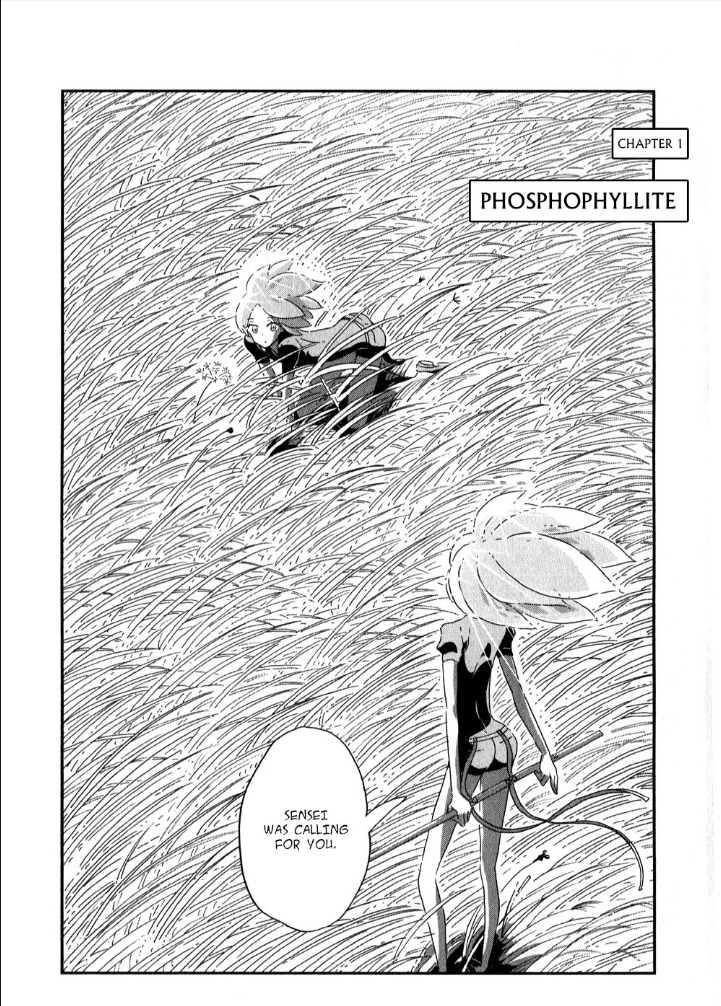 CHAPTER 1
PHOSPHOPHYLLITE
SENSEI
WAS CALLING
FOR YOU.